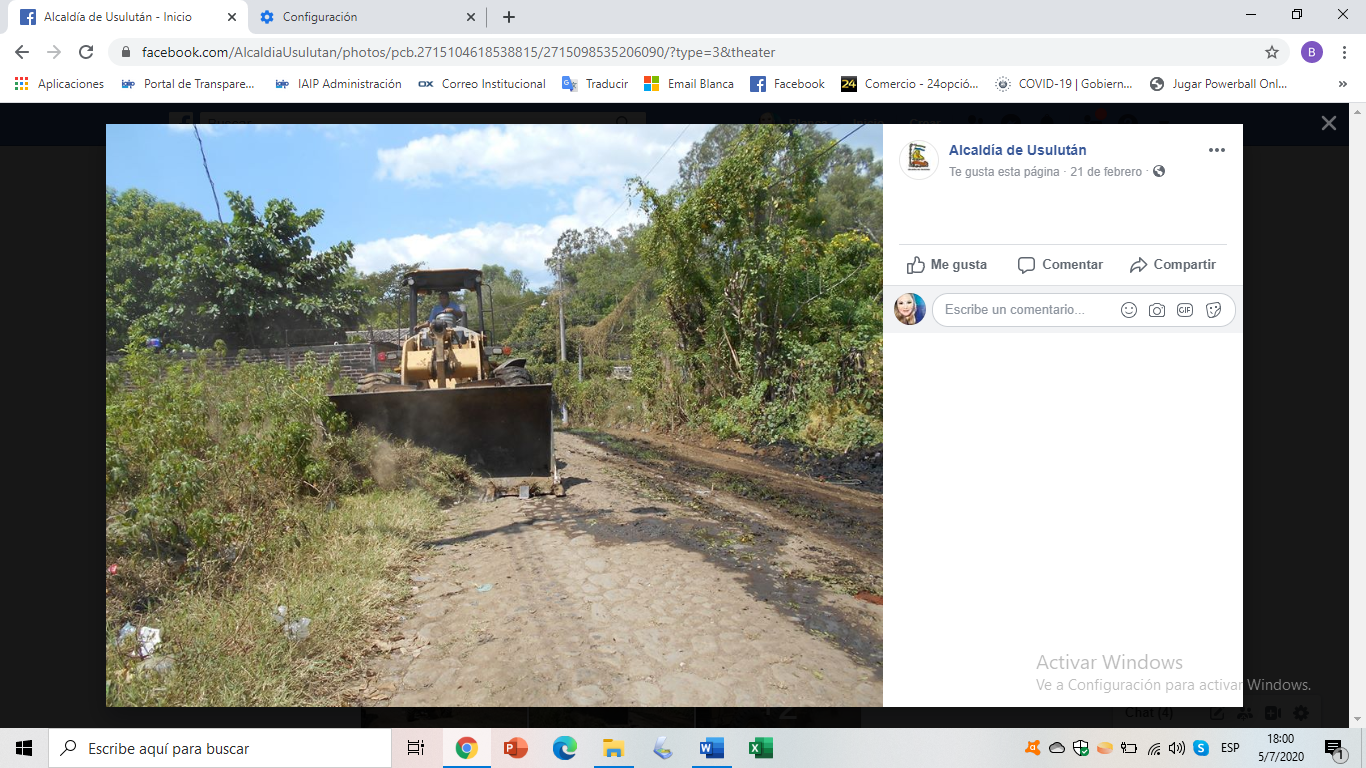 Alcaldía de Usulután - Inicio
Configuración
facebook.com/AlcaldiaUsulutan/photos/pcb.2715104618538815/2715098535206090/?type=3&theater
B
Aplicaciones
Portal de Transpare...
IAIP Administración
Correo Institucional
Traducir
Email Blanca
Facebook
24
Comercio - 24opció...
COVID-19 | Gobiern...
Jugar Powerball Onl...
»
Alcaldía de Usulután
Te gusta esta página · 21 de febrero ·
Me gusta
Comentar
Compartir
Escribe un comentario...
GIF
Activar Windows
Ve a Configuración para activar Windows.
Chat (4)
Escribe aquí para buscar
ESP
18:00
5/7/2020
1